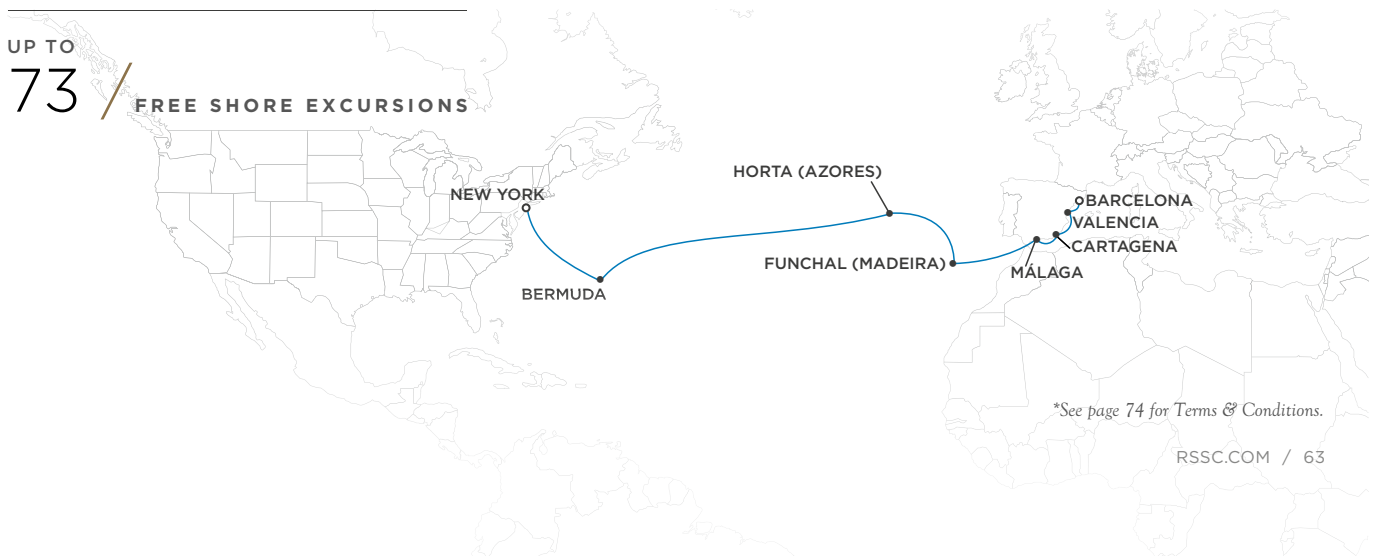 UP TO
73 / FREE SHORE EXCURSIONS
NEW YORK
BERMUDA
HORTA (AZORES)
FUNCHAL (MADEIRA)
MÁLAGA
CARTAGENA
VALENCIA
BARCELONA
*See page 74 for Terms & Conditions.
RSSC.COM / 63